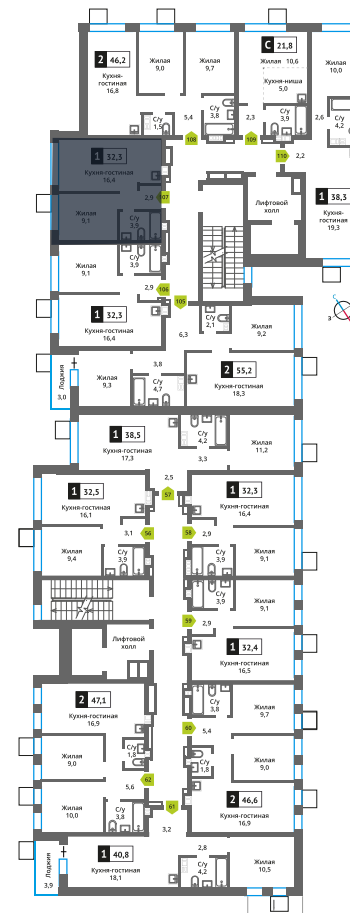 2 46,2
Кухня-
гостиная
16,8
Жилая
9,0
Жилая
9,7
С/у
1,5
5,4
С/у
3,8
108
С 21,8
Жилая 10,6
Кухня-ниша
5,0
2,3
С/у
3,9
109
Жилая
10,0
2,6
С/у
4,2
110
2,2
1 38,3
Кухня-
гостиная
19,3
Лифтовой
холл
1 32,3
Кухня-гостиная
16,4
2,9
107
Жилая
9,1
С/у
3,9
Жилая
9,1
С/у
3,9
2,9
106
1 32,3
Кухня-гостиная
16,4
105
6,3
С/у
2,1
Жилая
9,2
С
З
Лоджия
3,0
Жилая
9,3
3,8
С/у
4,7
2 55,2
Кухня-гостиная
18,3
1 38,5
Кухня-гостиная
17,3
С/у
4,2
3,3
Жилая
11,2
2,5
57
1 32,5
Кухня-гостиная
16,1
1 32,3
Кухня-гостиная
16,4
3,1
56
58
2,9
Жилая
9,4
С/у
3,9
С/у
3,9
Жилая
9,1
С/у
3,9
Жилая
9,1
59
2,9
Лифтовой
холл
1 32,4
Кухня-гостиная
16,5
2 47,1
Кухня-гостиная
16,9
С/у
3,8
Жилая
9,7
60
5,4
Жилая
9,0
С/у
1,8
С/у
1,8
Жилая
9,0
62
5,6
Жилая
10,0
С/у
3,8
61
2 46,6
Кухня-гостиная
16,9
3,2
Лоджия
3,9
1 40,8
Кухня-гостиная
18,1
2,8
С/у
4,2
Жилая
10,5